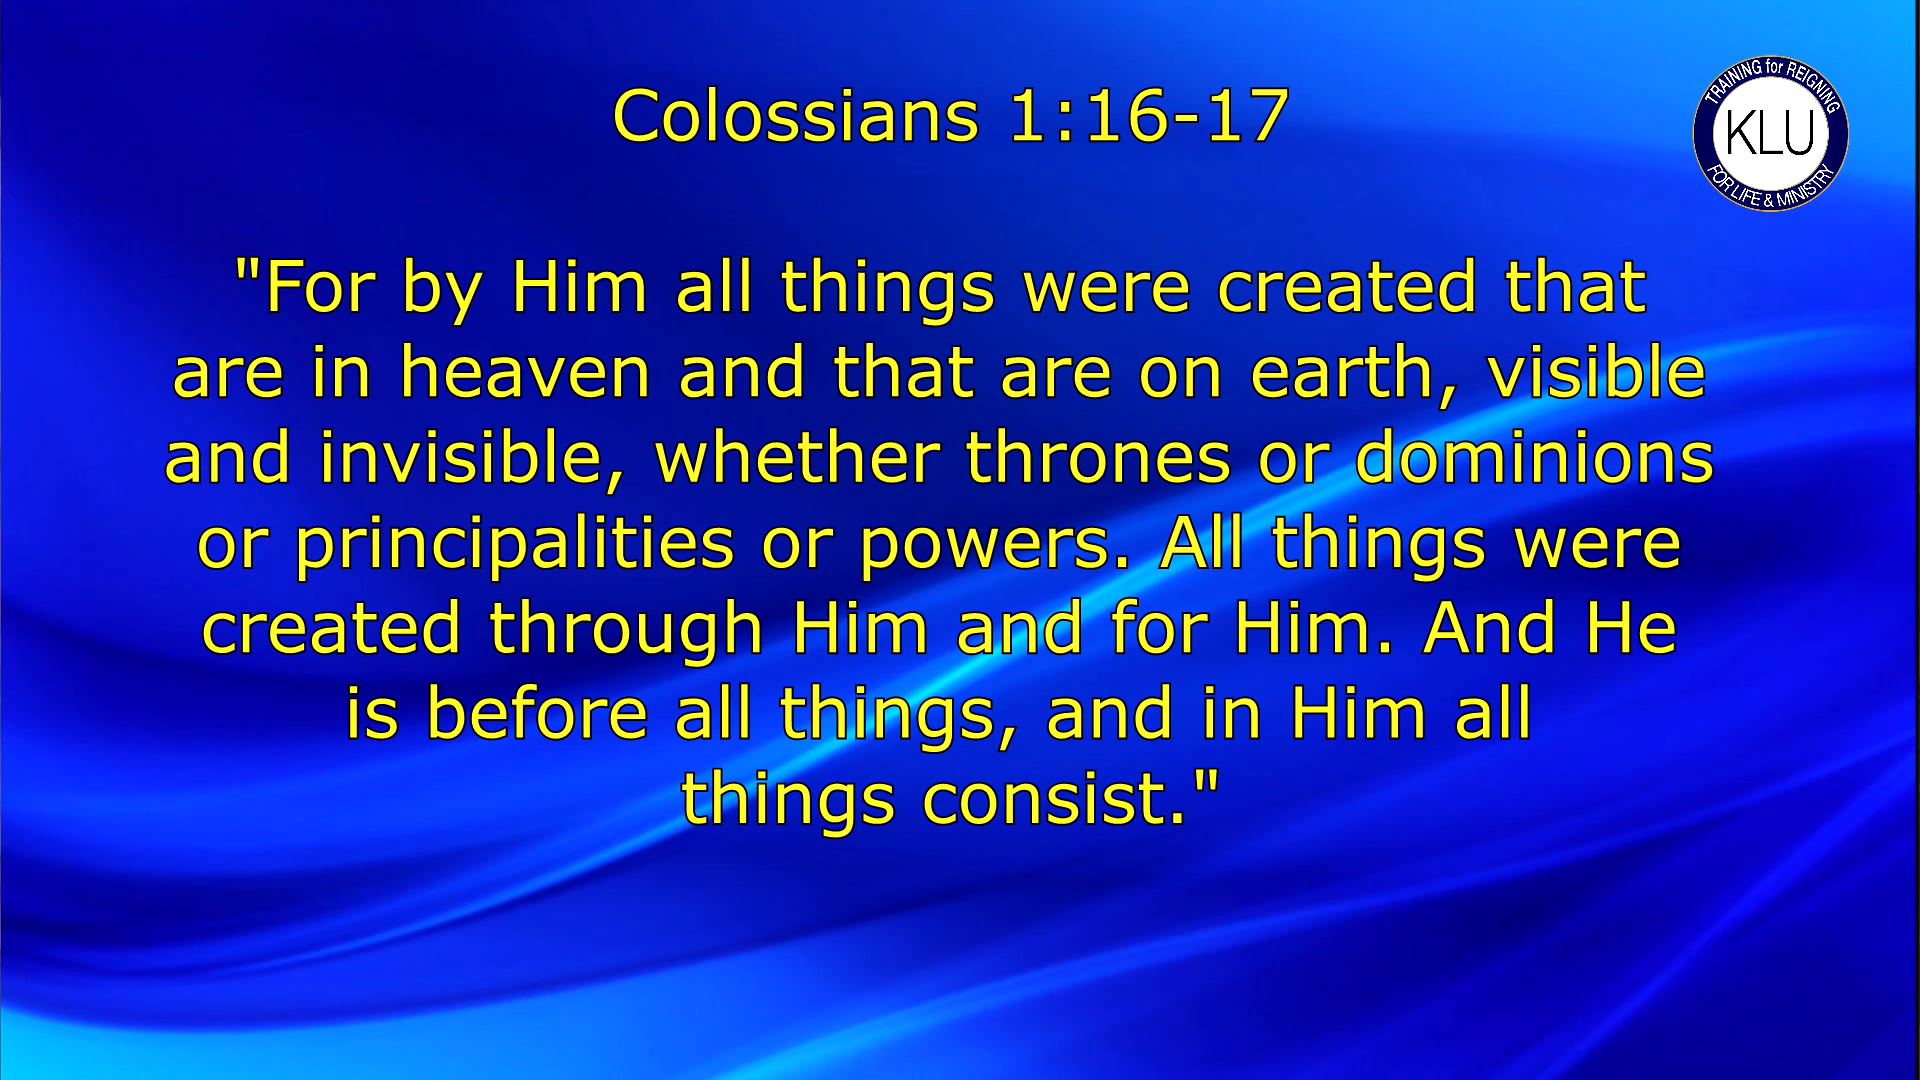 Colossians 1:16-17
TRAINING for REIGNING
KLU
FOR LIFE & MINISTRY
"For by Him all things were created that
are in heaven and that are on earth, visible
and invisible, whether thrones or dominions
or principalities or powers. All things were
created through Him and for Him. And He
is before all things, and in Him all
things consist."